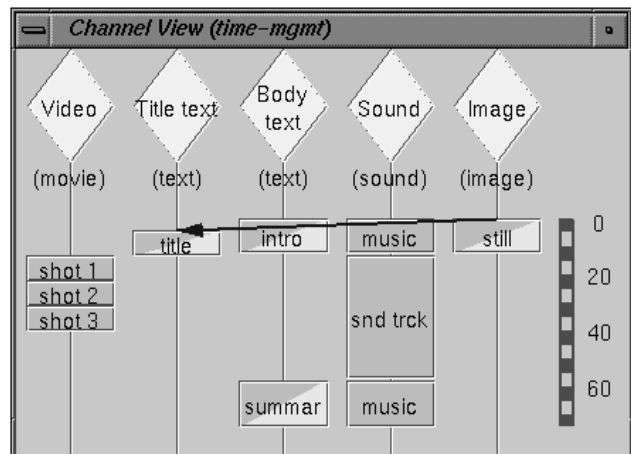 Channel View (time-mgmt)
Video
Title text
Body
text
Sound
Image
(movie)
(text)
(text)
(sound)
(image)
title
intro
music
still
0
shot 1
shot 2
shot 3
snd trck
20
40
60
summar
music